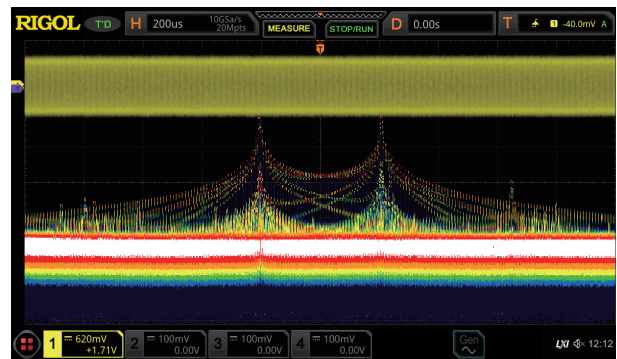 RIGOL T'D H 200us 10GSa/s 20Mpts MEASURE STOP/RUN D 0.00s T 1 -40.0mV A
T
1 620mV +1.71V 2 100mV 0.00V 3 100mV 0.00V 4 100mV 0.00V Gen LXI 12:12